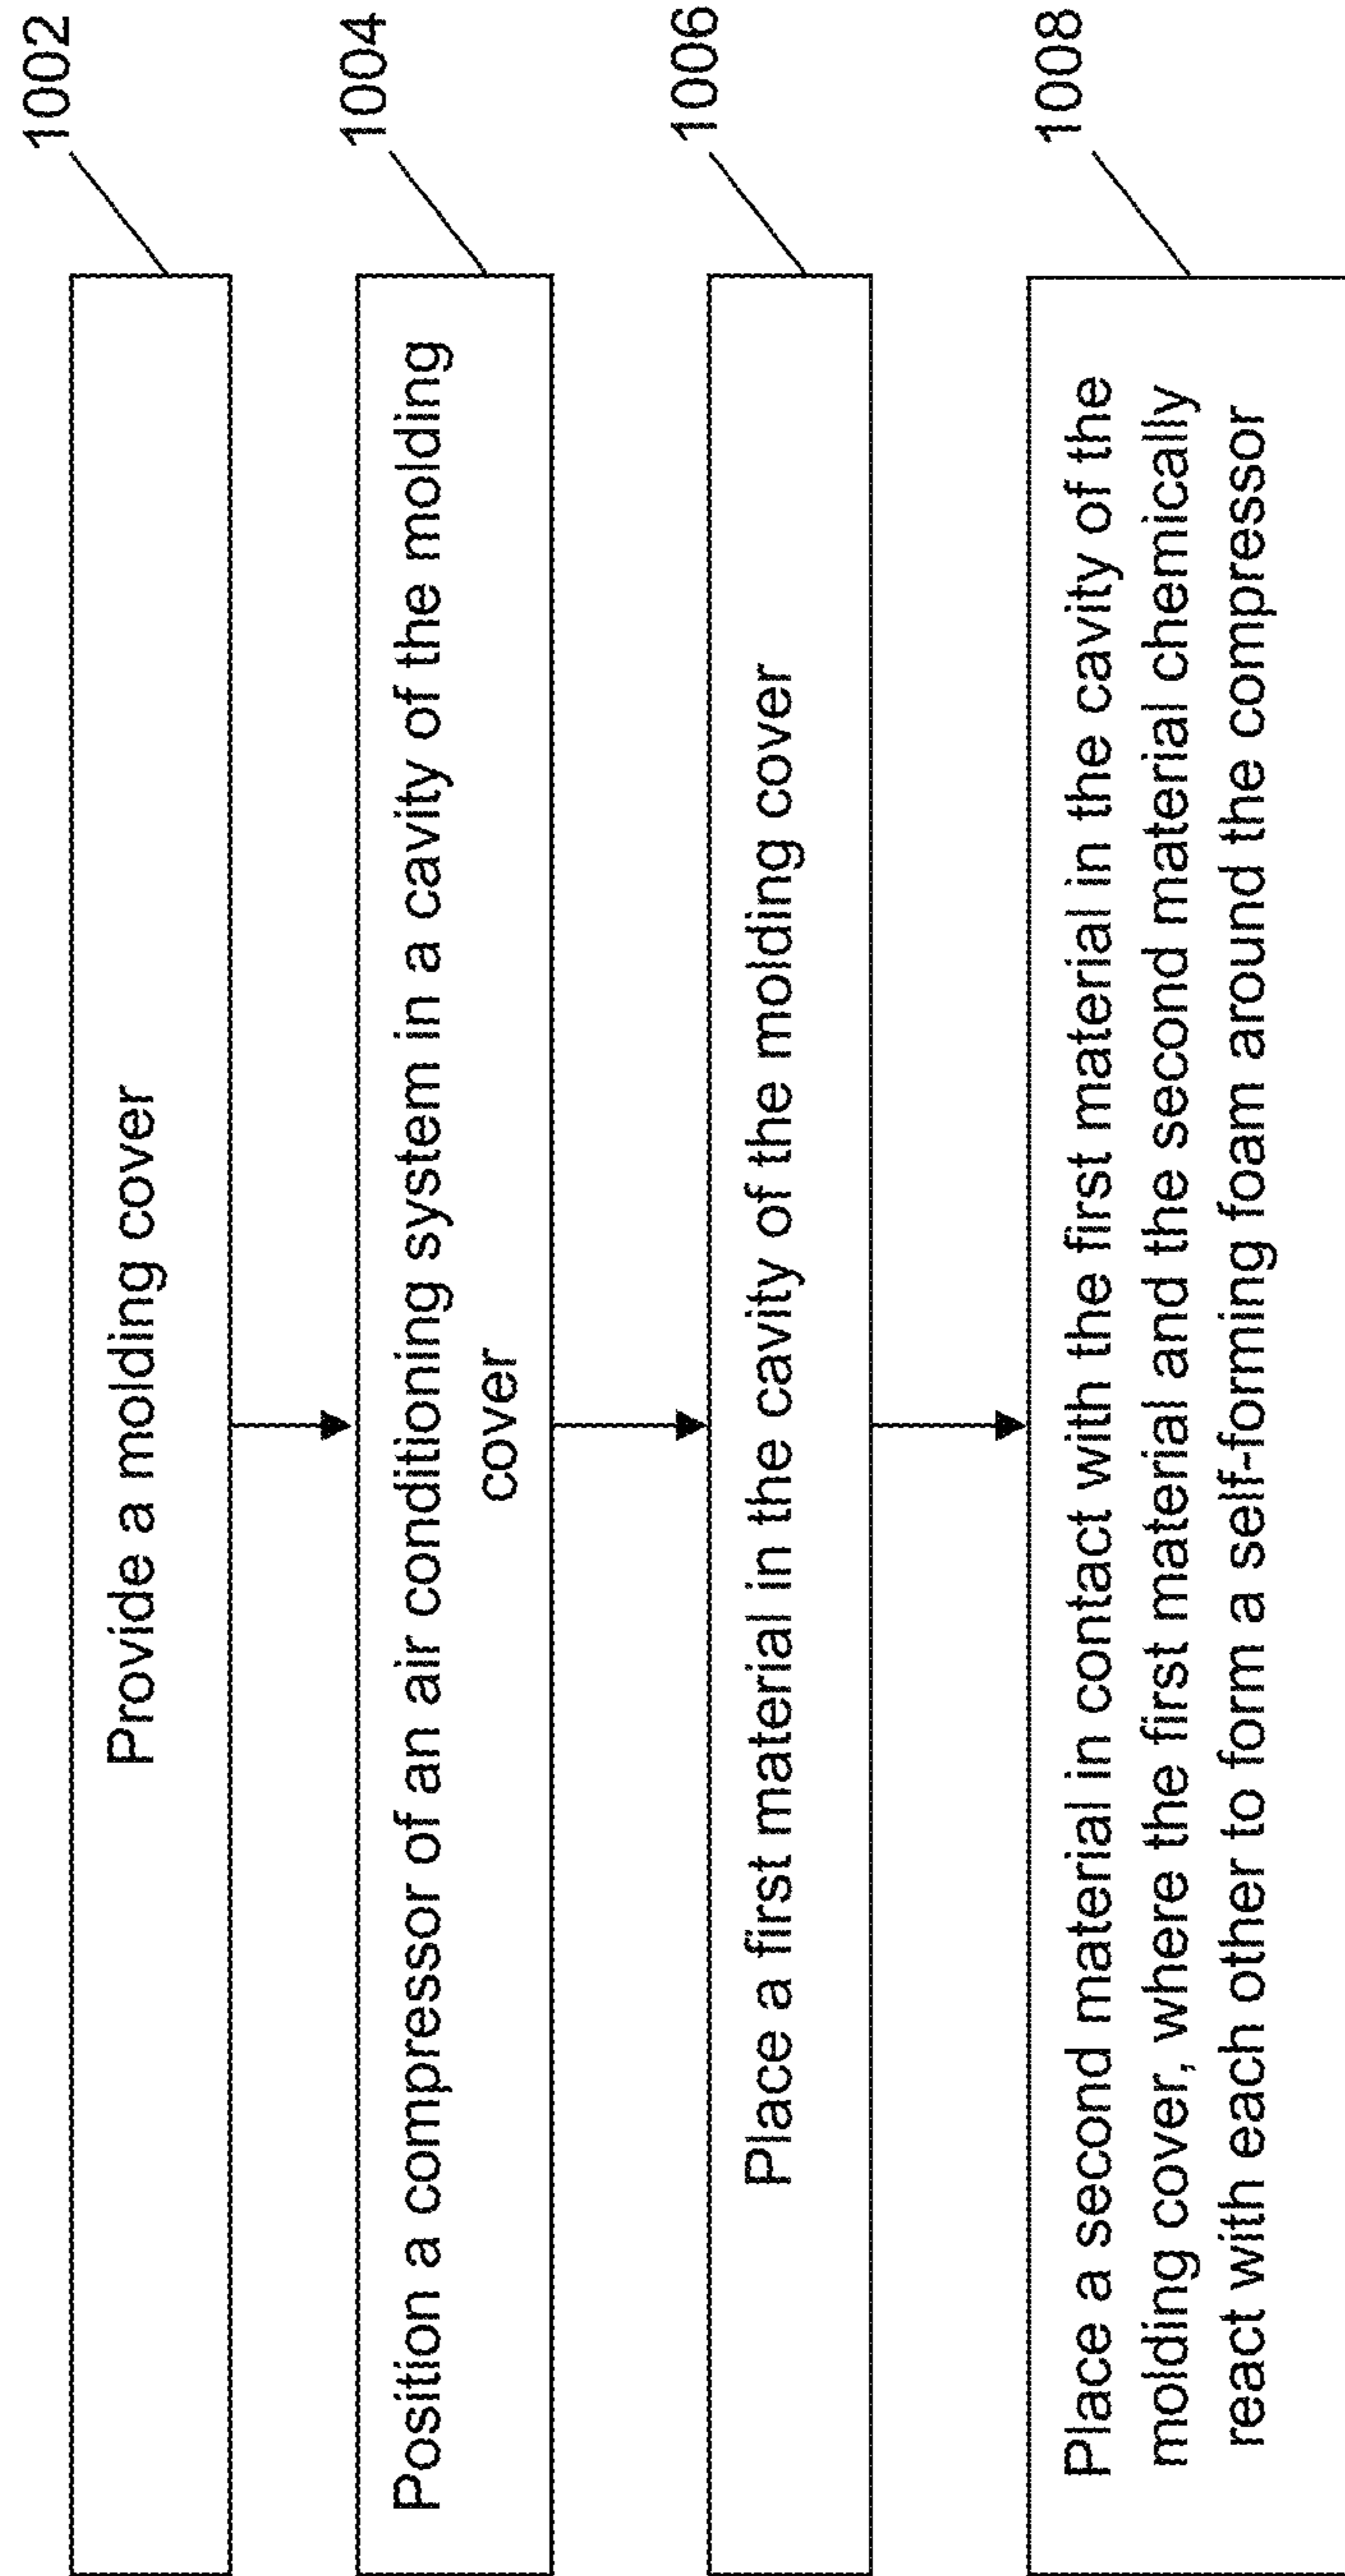 1002
Provide a molding cover
1004
Position a compressor of an air conditioning system in a cavity of the molding
cover
1006
Place a first material in the cavity of the molding cover
1008
Place a second material in contact with the first material in the cavity of the
molding cover, where the first material and the second material chemically
react with each other to form a self-forming foam around the compressor